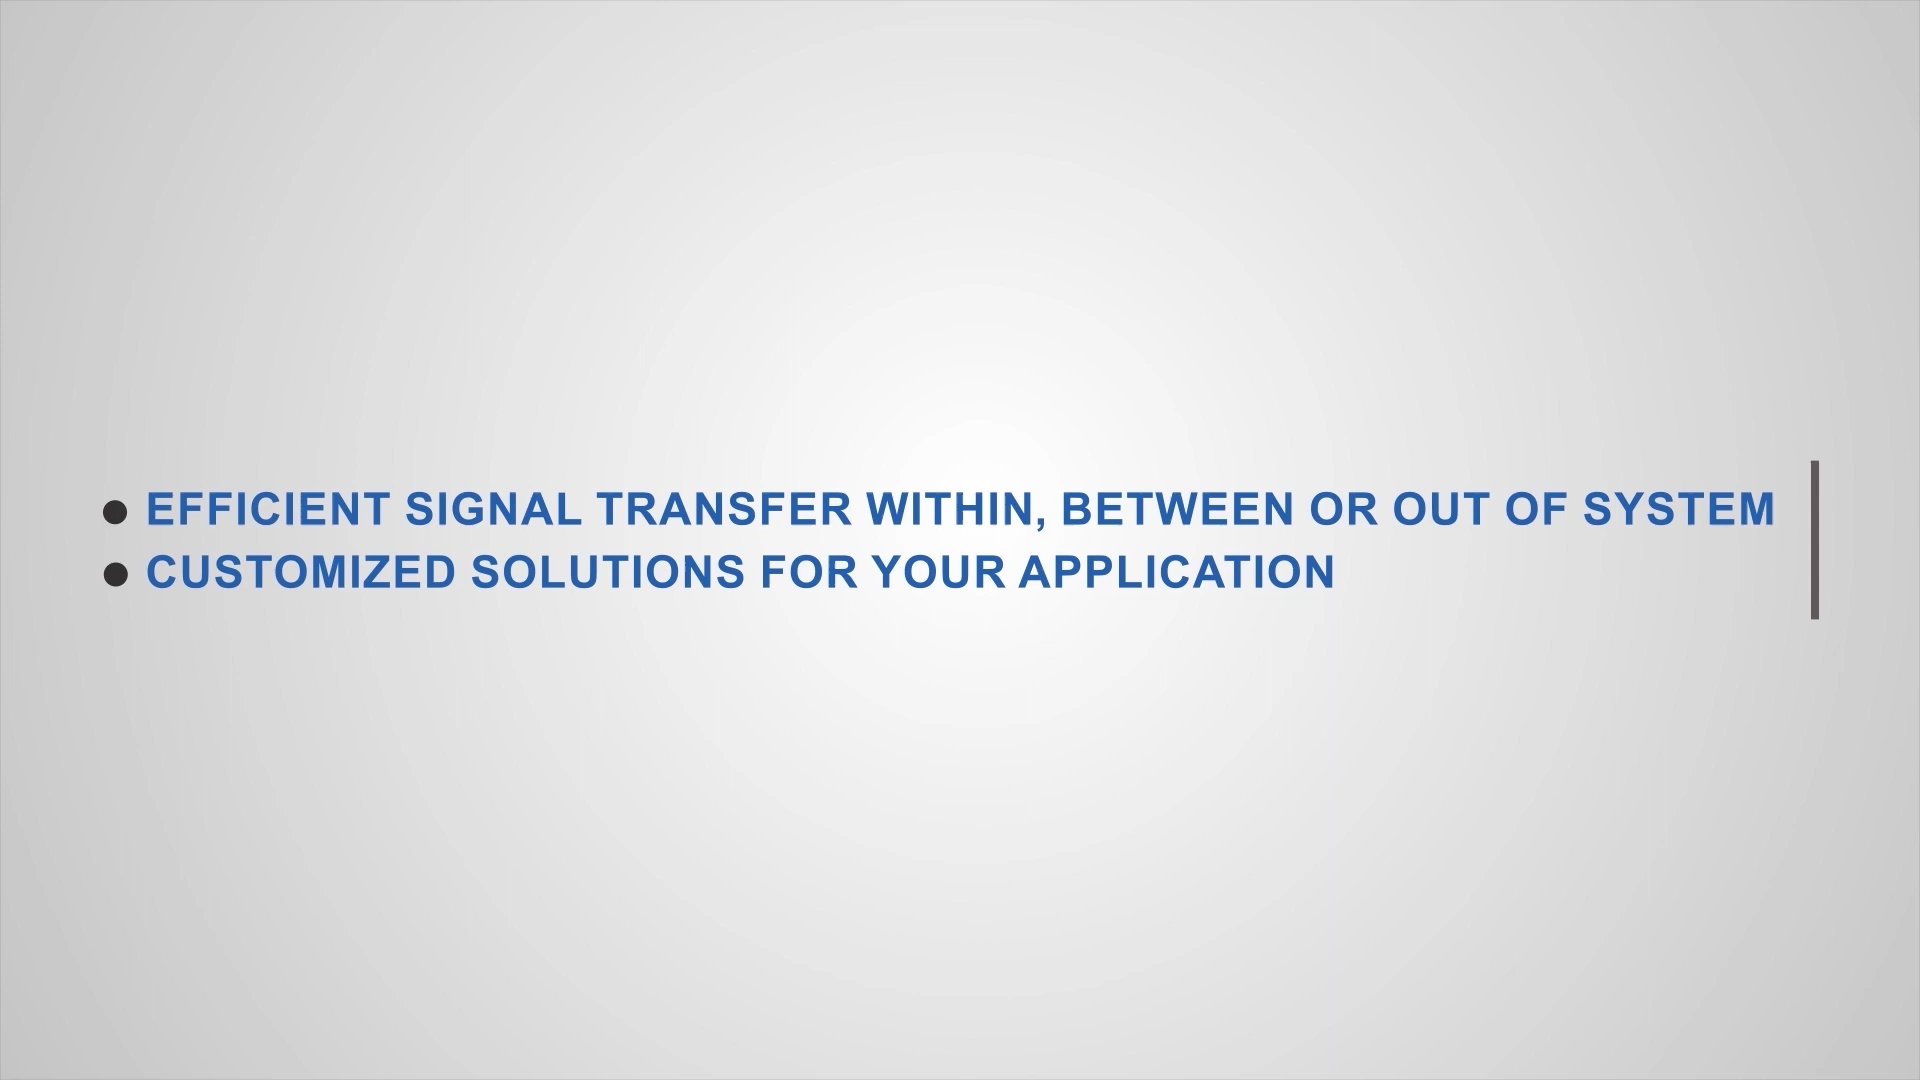 ● EFFICIENT SIGNAL TRANSFER WITHIN, BETWEEN OR OUT OF SYSTEM
● CUSTOMIZED SOLUTIONS FOR YOUR APPLICATION